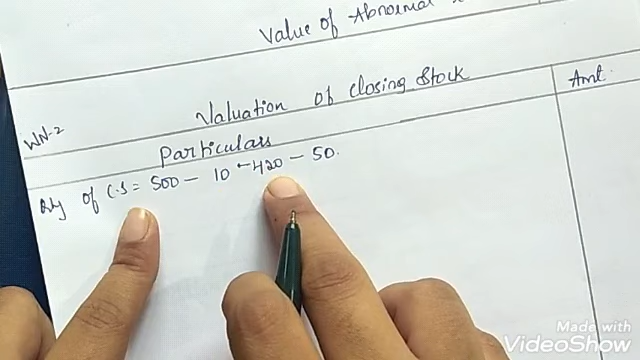 Value of Abnormal
WN-2
Valuation of Closing Stock
Particulars
Amt.
Qty of C.S = 500 - 10 - 420 - 50.
Made with
VideoShow